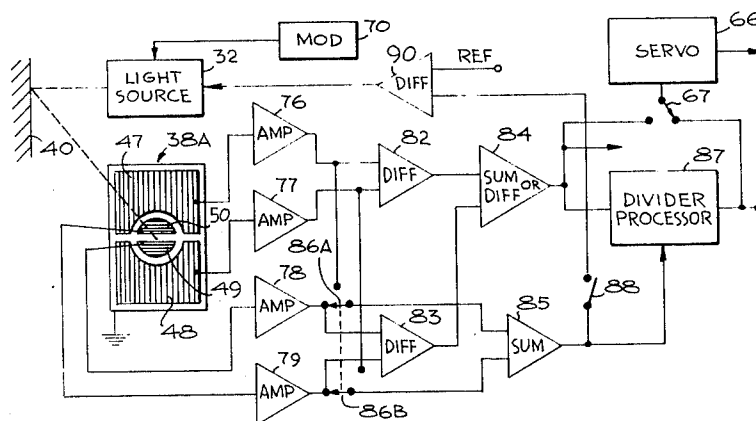 66
MOD
70
90
REF
SERVO
32
LIGHT
SOURCE
DIFF
67
76
82
84
40
47
38A
AMP
87
50
77
DIFF
SUM OR
DIFF
DIVIDER
PROCESSOR
AMP
86A
78
88
49
83
85
48
AMP
DIFF
SUM
79
AMP
86B